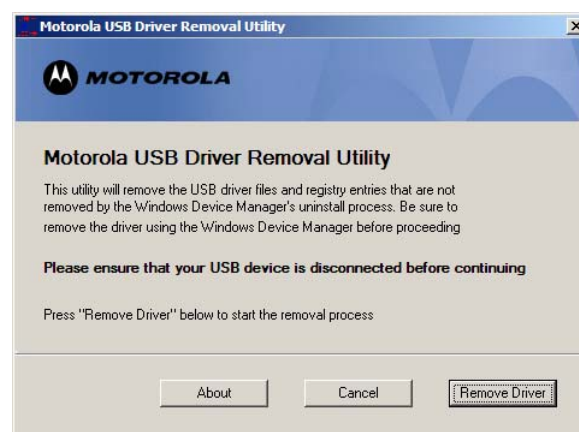 Motorola USB Driver Removal Utility
MOTOROLA
Motorola USB Driver Removal Utility
This utility will remove the USB driver files and registry entries that are not
removed by the Windows Device Manager's uninstall process. Be sure to
remove the driver using the Windows Device Manager before proceeding
Please ensure that your USB device is disconnected before continuing
Press "Remove Driver" below to start the removal process
About Cancel Remove Driver